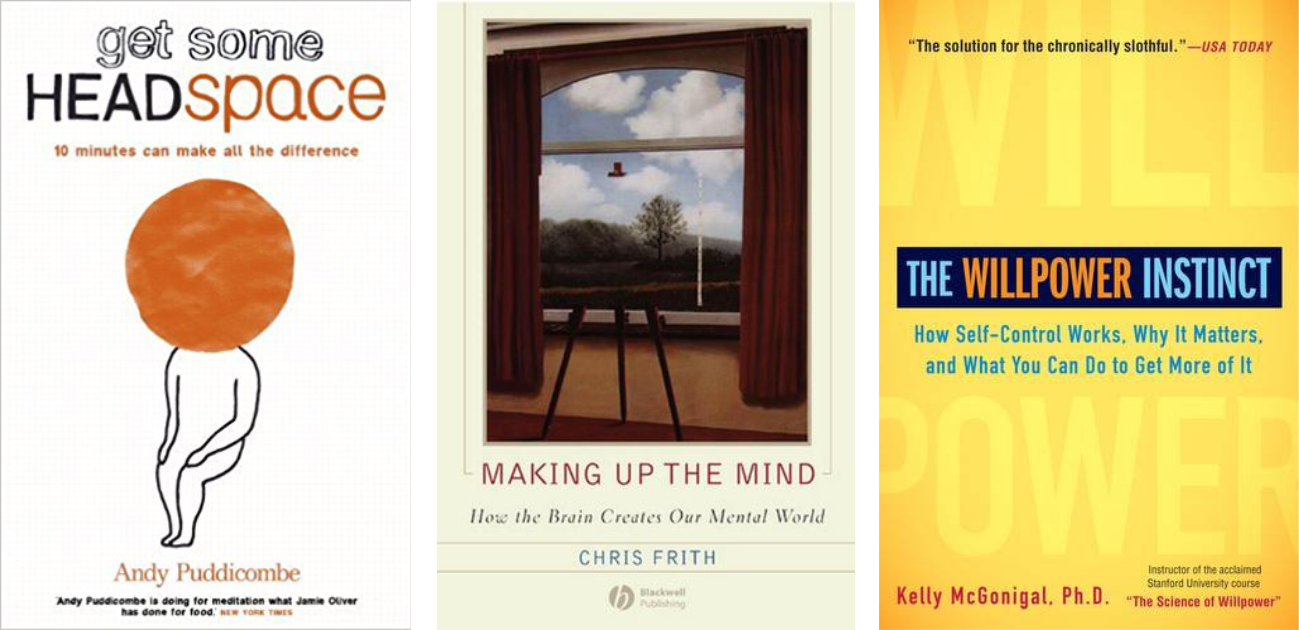 get some
HEADspace
10 minutes can make all the difference
Andy Puddicombe
'Andy Puddicombe is doing for meditation what Jamie Oliver
has done for food.' NEW YORK TIMES
MAKING UP THE MIND
How the Brain Creates Our Mental World
CHRIS FRITH
b Blackwell
Publishing
"The solution for the chronically slothful."—USA TODAY
WILL
THE WILLPOWER INSTINCT
How Self-Control Works, Why It Matters,
and What You Can Do to Get More of It
POWER
Kelly McGonigal, Ph.D.
Instructor of the acclaimed
Stanford University course
"The Science of Willpower"